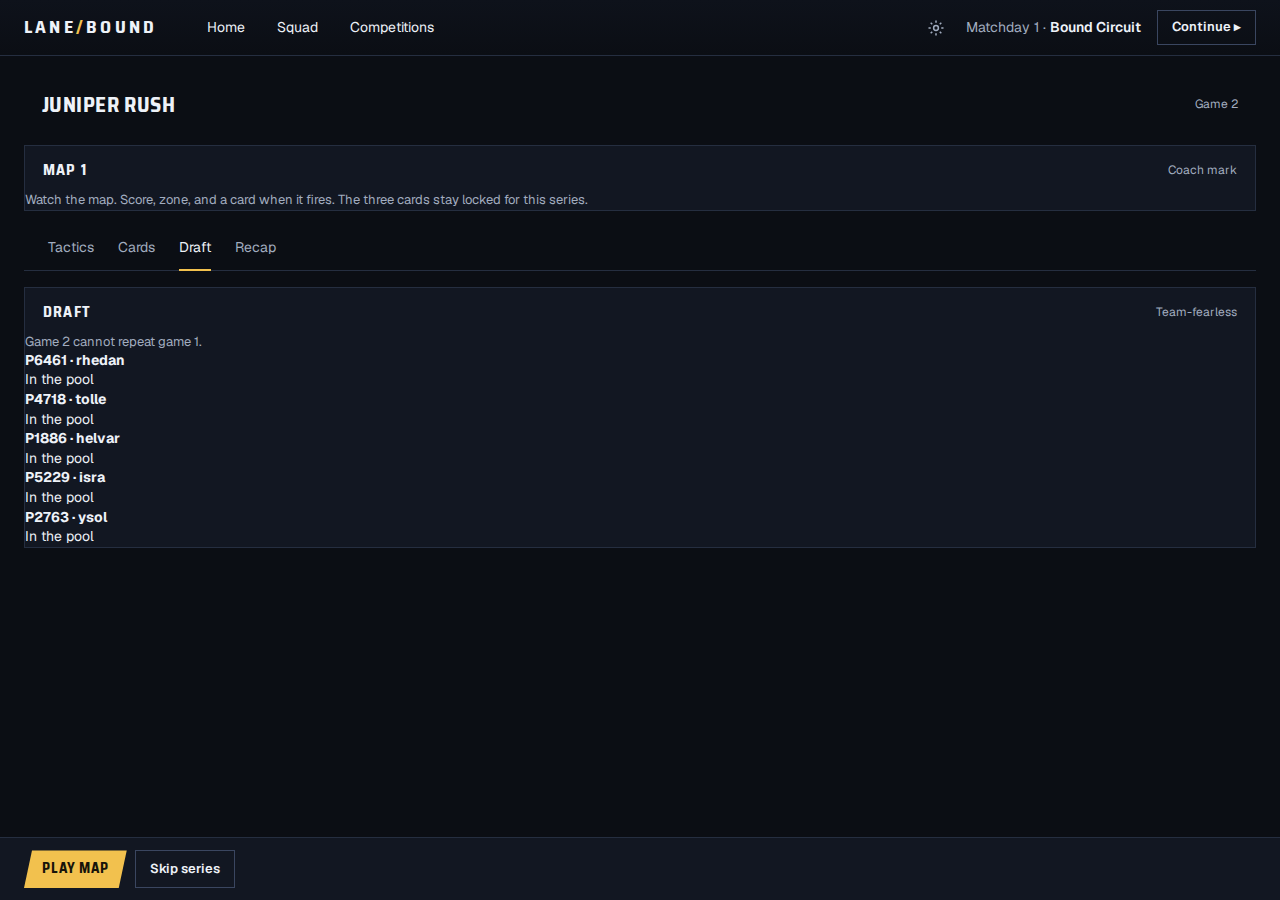 LANE/BOUND
Home Squad Competitions
Matchday 1 · Bound Circuit
Continue ▸
JUNIPER RUSH
Game 2
MAP 1
Coach mark
Watch the map. Score, zone, and a card when it fires. The three cards stay locked for this series.
Tactics Cards Draft Recap
DRAFT
Team-fearless
Game 2 cannot repeat game 1.
P6461 · rhedan
In the pool
P4718 · tolle
In the pool
P1886 · helvar
In the pool
P5229 · isra
In the pool
P2763 · ysol
In the pool
PLAY MAP
Skip series